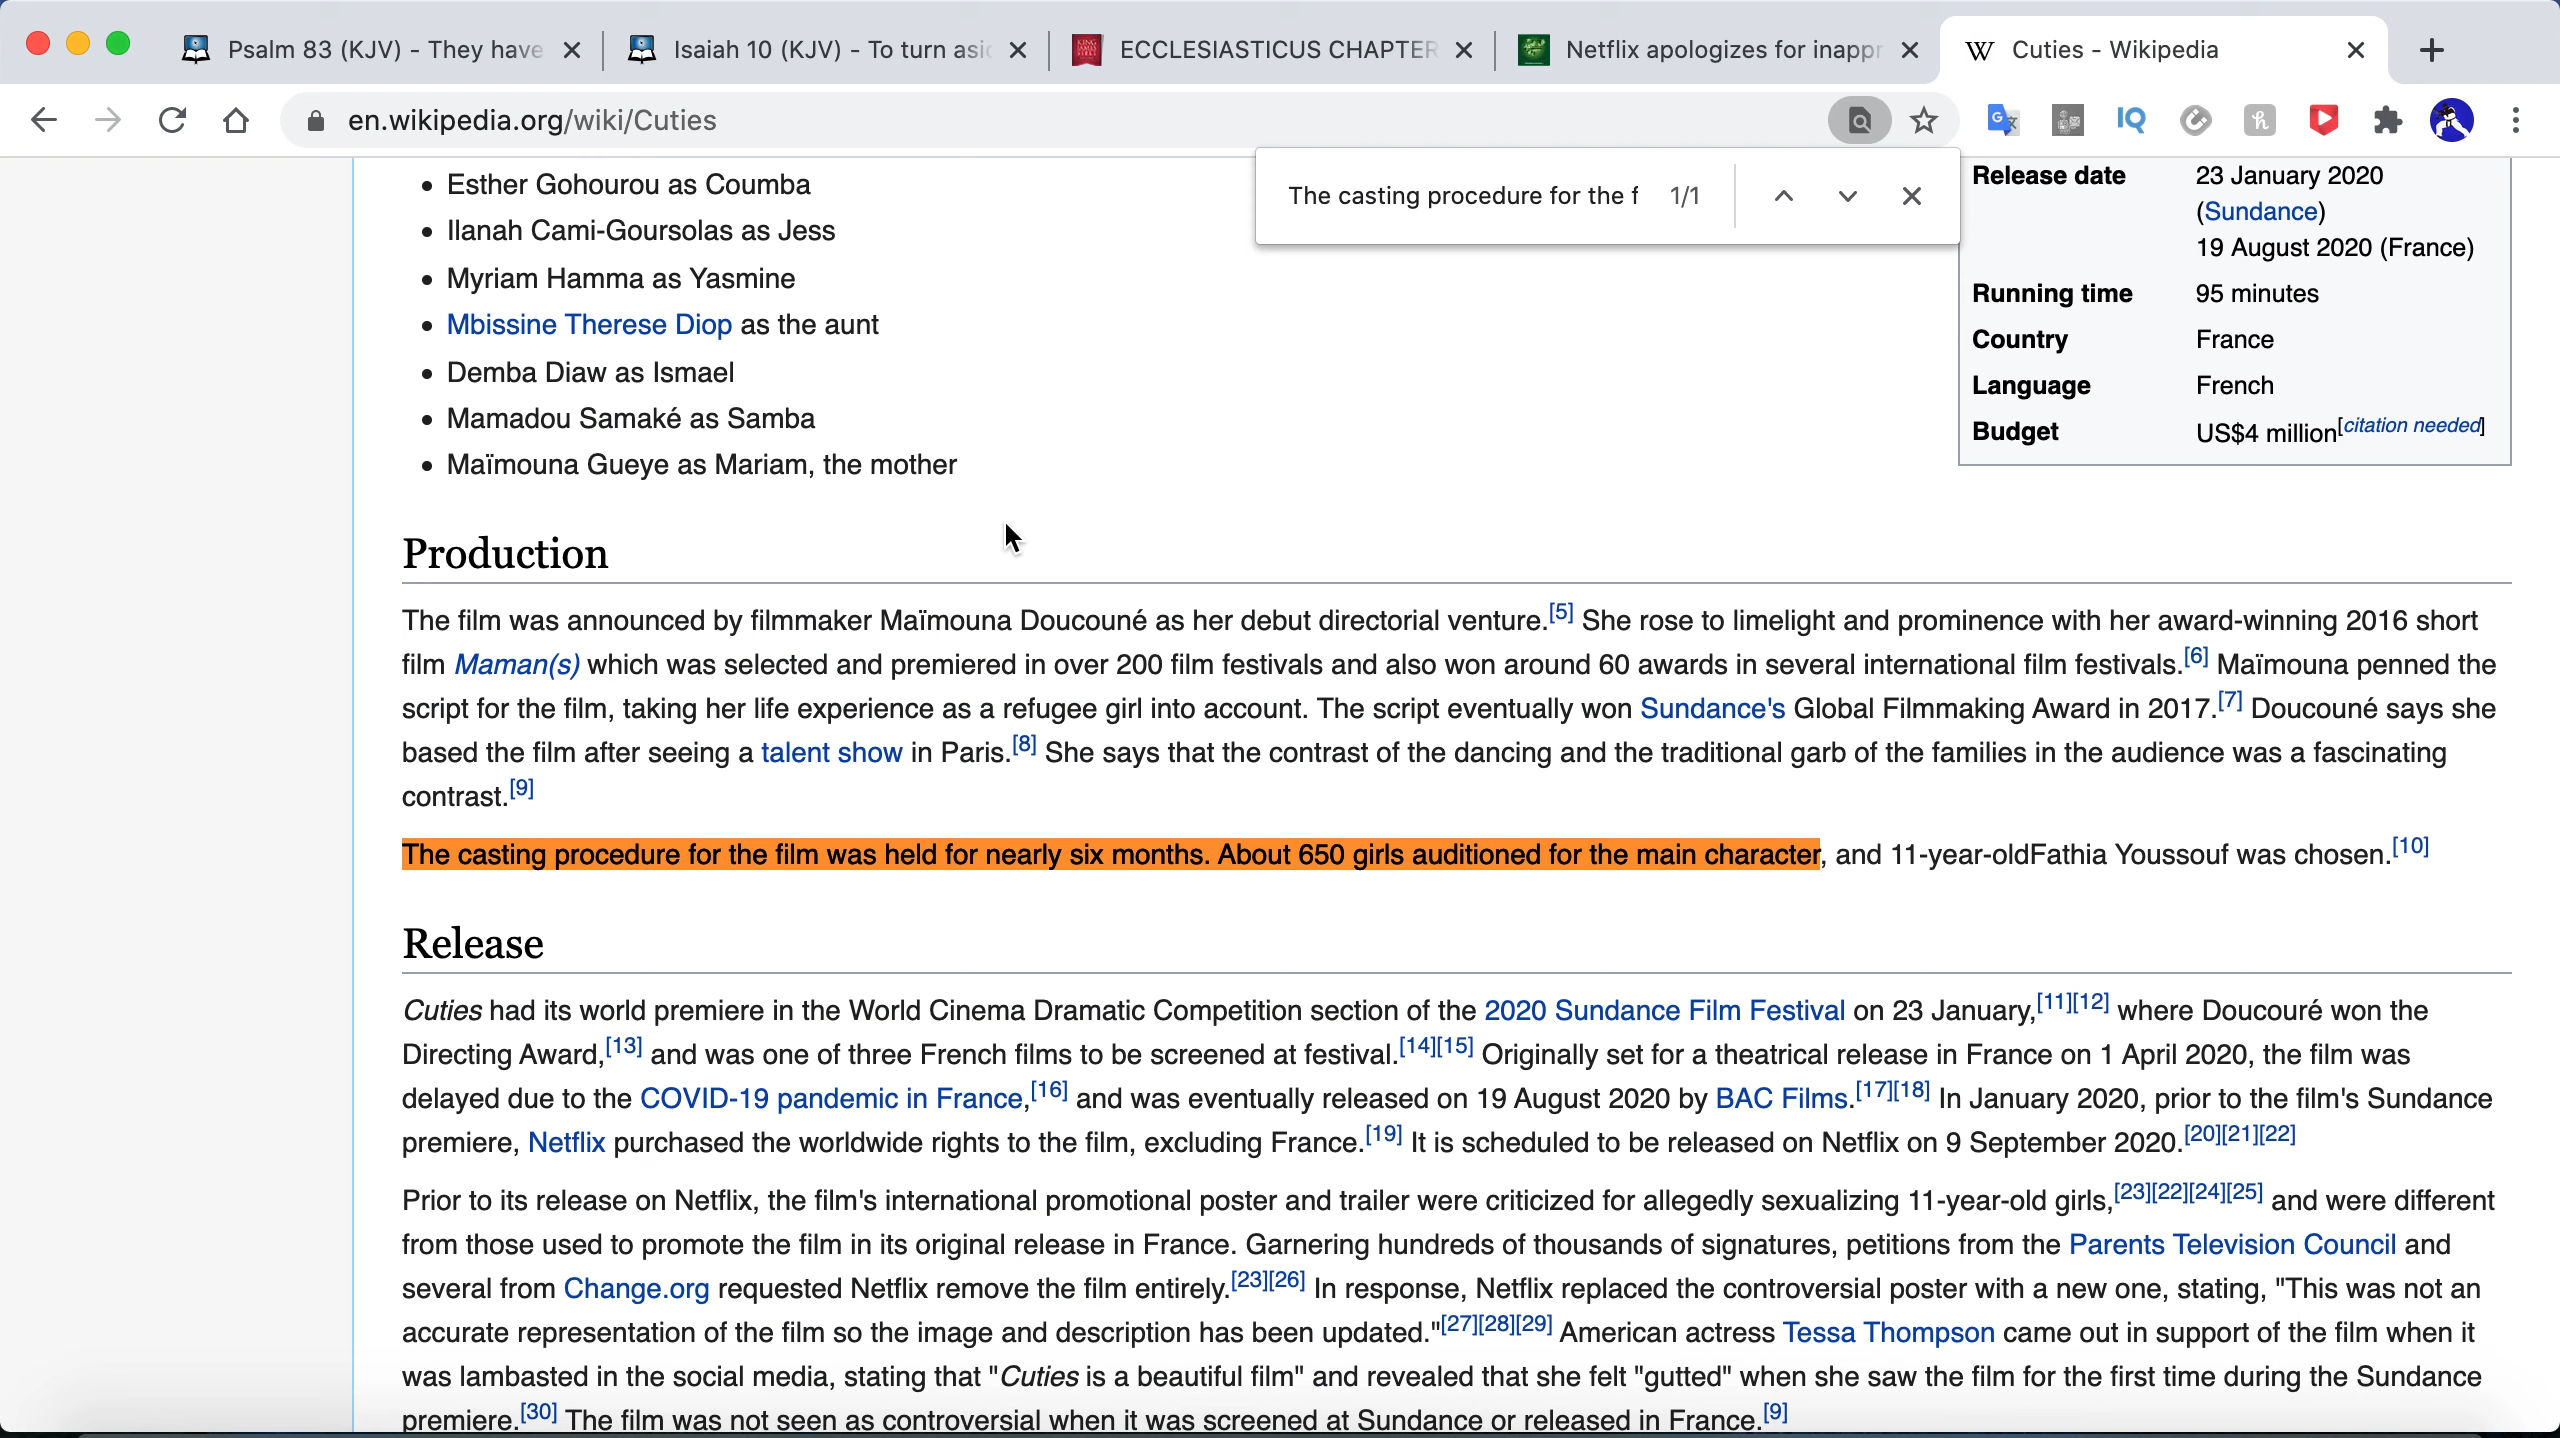 Psalm 83 (KJV) - They have
Isaiah 10 (KJV) - To turn asid
ECCLESIASTICUS CHAPTER
Netflix apologizes for inappr
Cuties - Wikipedia
en.wikipedia.org/wiki/Cuties
IQ
The casting procedure for the f 1/1
• Esther Gohourou as Coumba
• Ilanah Cami-Goursolas as Jess
• Myriam Hamma as Yasmine
• Mbissine Therese Diop as the aunt
• Demba Diaw as Ismael
• Mamadou Samaké as Samba
• Maïmouna Gueye as Mariam, the mother
Release date 23 January 2020
(Sundance)
19 August 2020 (France)
Running time 95 minutes
Country France
Language French
Budget US$4 million[citation needed]
Production
The film was announced by filmmaker Maïmouna Doucouné as her debut directorial venture.[5] She rose to limelight and prominence with her award-winning 2016 short
film Maman(s) which was selected and premiered in over 200 film festivals and also won around 60 awards in several international film festivals.[6] Maïmouna penned the
script for the film, taking her life experience as a refugee girl into account. The script eventually won Sundance's Global Filmmaking Award in 2017.[7] Doucouné says she
based the film after seeing a talent show in Paris.[8] She says that the contrast of the dancing and the traditional garb of the families in the audience was a fascinating
contrast.[9]
The casting procedure for the film was held for nearly six months. About 650 girls auditioned for the main character, and 11-year-oldFathia Youssouf was chosen.[10]
Release
Cuties had its world premiere in the World Cinema Dramatic Competition section of the 2020 Sundance Film Festival on 23 January,[11][12] where Doucouré won the
Directing Award,[13] and was one of three French films to be screened at festival.[14][15] Originally set for a theatrical release in France on 1 April 2020, the film was
delayed due to the COVID-19 pandemic in France,[16] and was eventually released on 19 August 2020 by BAC Films.[17][18] In January 2020, prior to the film's Sundance
premiere, Netflix purchased the worldwide rights to the film, excluding France.[19] It is scheduled to be released on Netflix on 9 September 2020.[20][21][22]
Prior to its release on Netflix, the film's international promotional poster and trailer were criticized for allegedly sexualizing 11-year-old girls,[23][22][24][25] and were different
from those used to promote the film in its original release in France. Garnering hundreds of thousands of signatures, petitions from the Parents Television Council and
several from Change.org requested Netflix remove the film entirely.[23][26] In response, Netflix replaced the controversial poster with a new one, stating, "This was not an
accurate representation of the film so the image and description has been updated."[27][28][29] American actress Tessa Thompson came out in support of the film when it
was lambasted in the social media, stating that "Cuties is a beautiful film" and revealed that she felt "gutted" when she saw the film for the first time during the Sundance
premiere.[30] The film was not seen as controversial when it was screened at Sundance or released in France.[9]